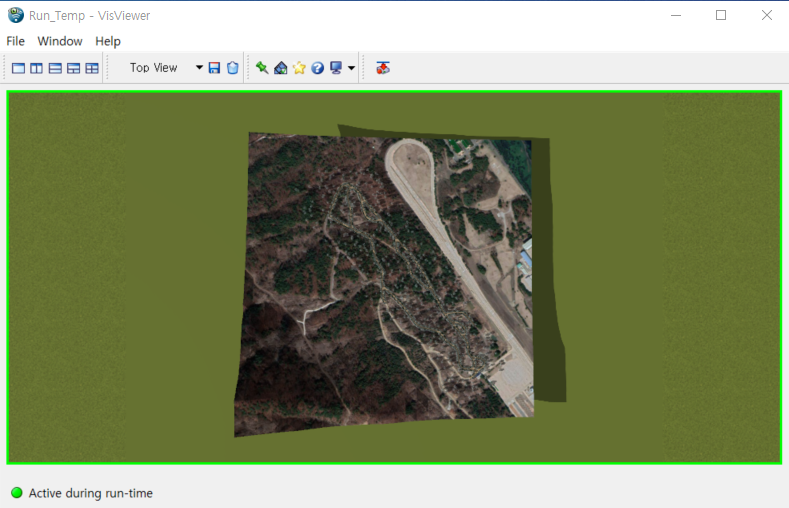 Run_Temp - VisViewer
File Window Help
Top View
Active during run-time